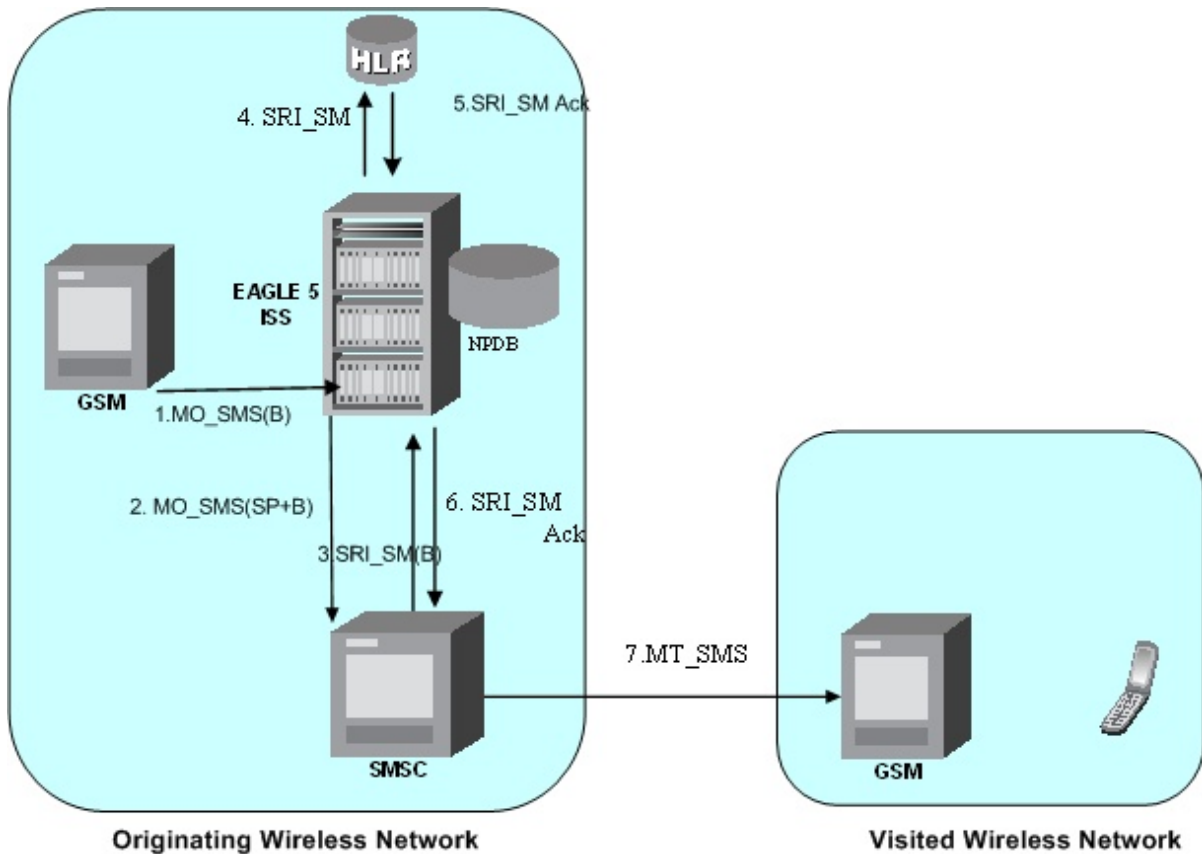 HLR
4. SRI_SM
5.SRI_SM Ack
EAGLE 5
ISS
NPDB
GSM
1.MO_SMS(B)
2. MO_SMS(SP+B)
6. SRI_SM
Ack
3.SRI_SM(B)
7.MT_SMS
SMSC
GSM
Originating Wireless Network
Visited Wireless Network